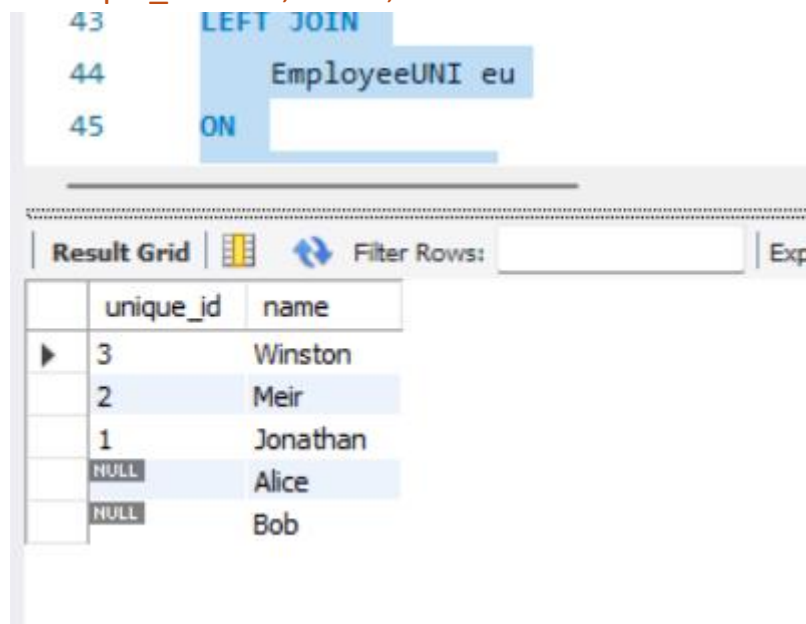 43 LEFT JOIN
44 EmployeeUNI eu
45 ON
Result Grid Filter Rows: Exp
unique_id name
3 Winston
2 Meir
1 Jonathan
NULL Alice
NULL Bob